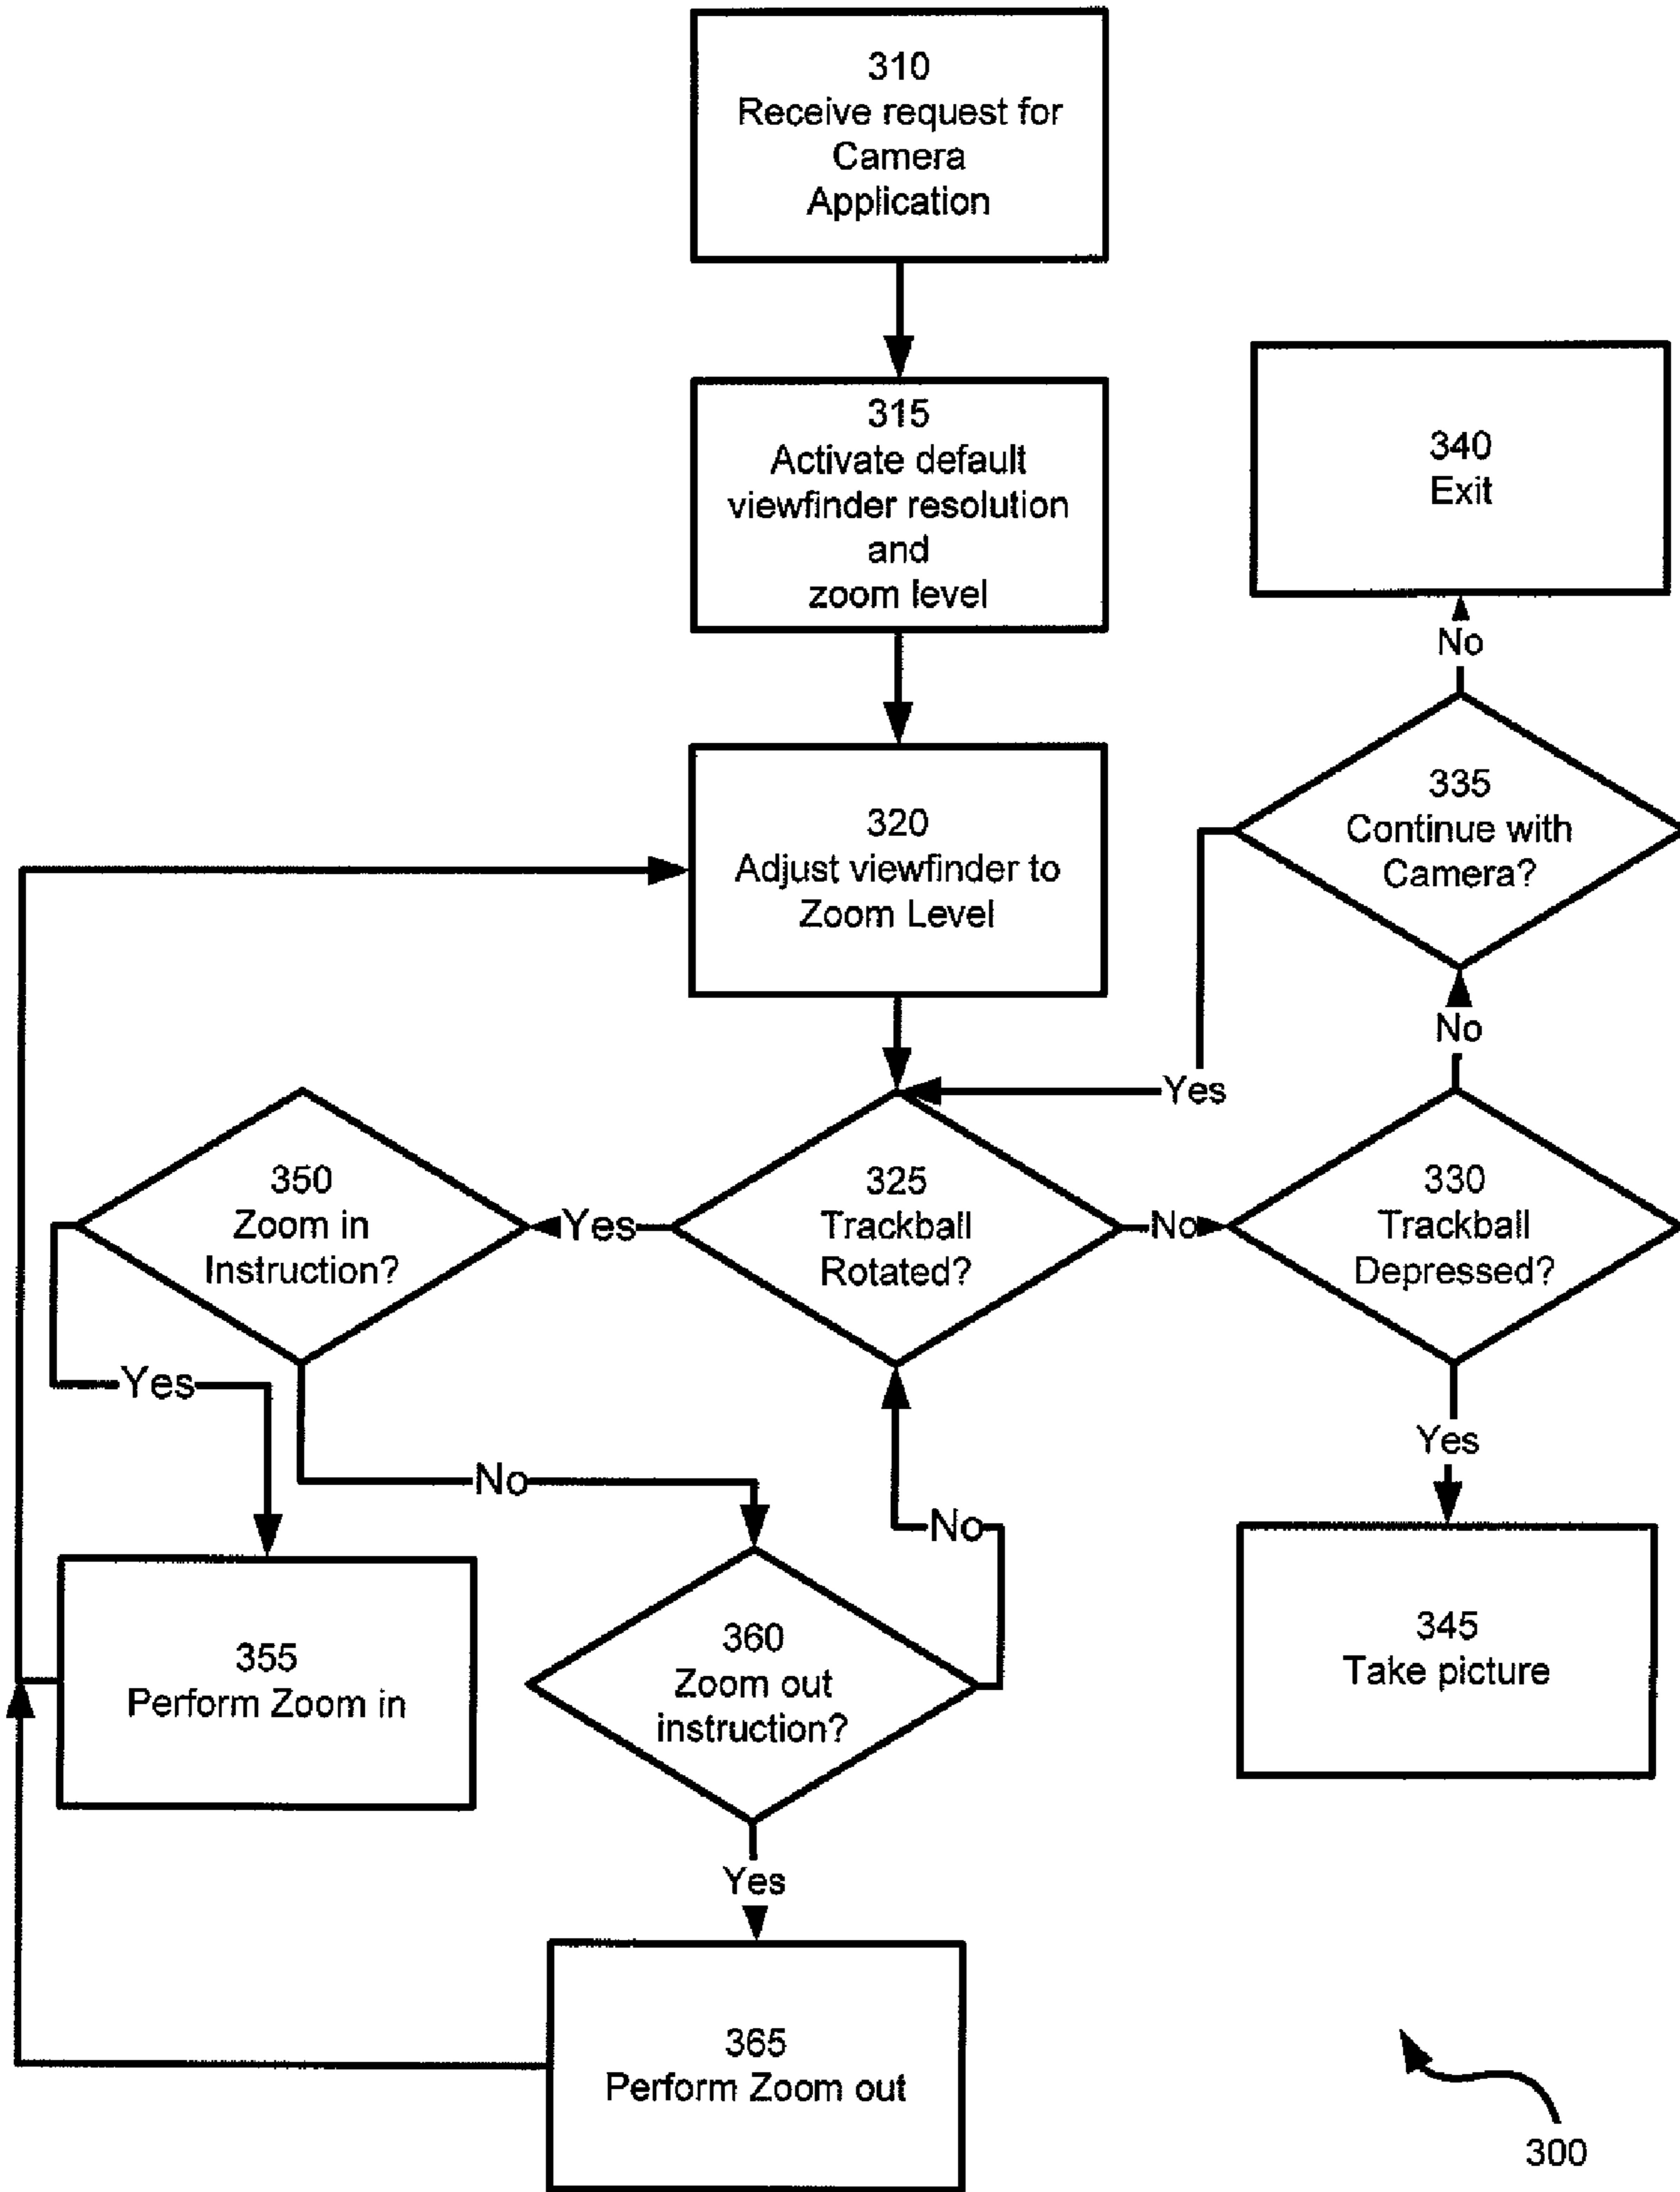 310
Receive request for
Camera
Application
315
Activate default
viewfinder resolution
and
zoom level
340
Exit
No
335
Continue with
Camera?
320
Adjust viewfinder to
Zoom Level
No
Yes
350
Zoom in
Instruction?
Yes
325
Trackball
Rotated?
No
330
Trackball
Depressed?
Yes
Yes
No
No
355
Perform Zoom in
360
Zoom out
instruction?
345
Take picture
Yes
365
Perform Zoom out
300